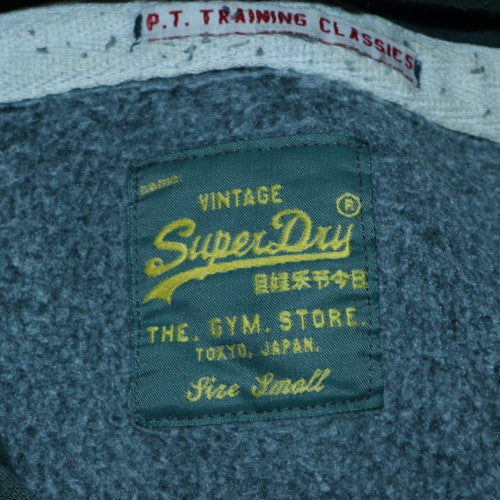 P.T. TRAINING CLASSICS
VINTAGE
SuperDry ®
THE. GYM. STORE.
TOKYO, JAPAN.
Size Small